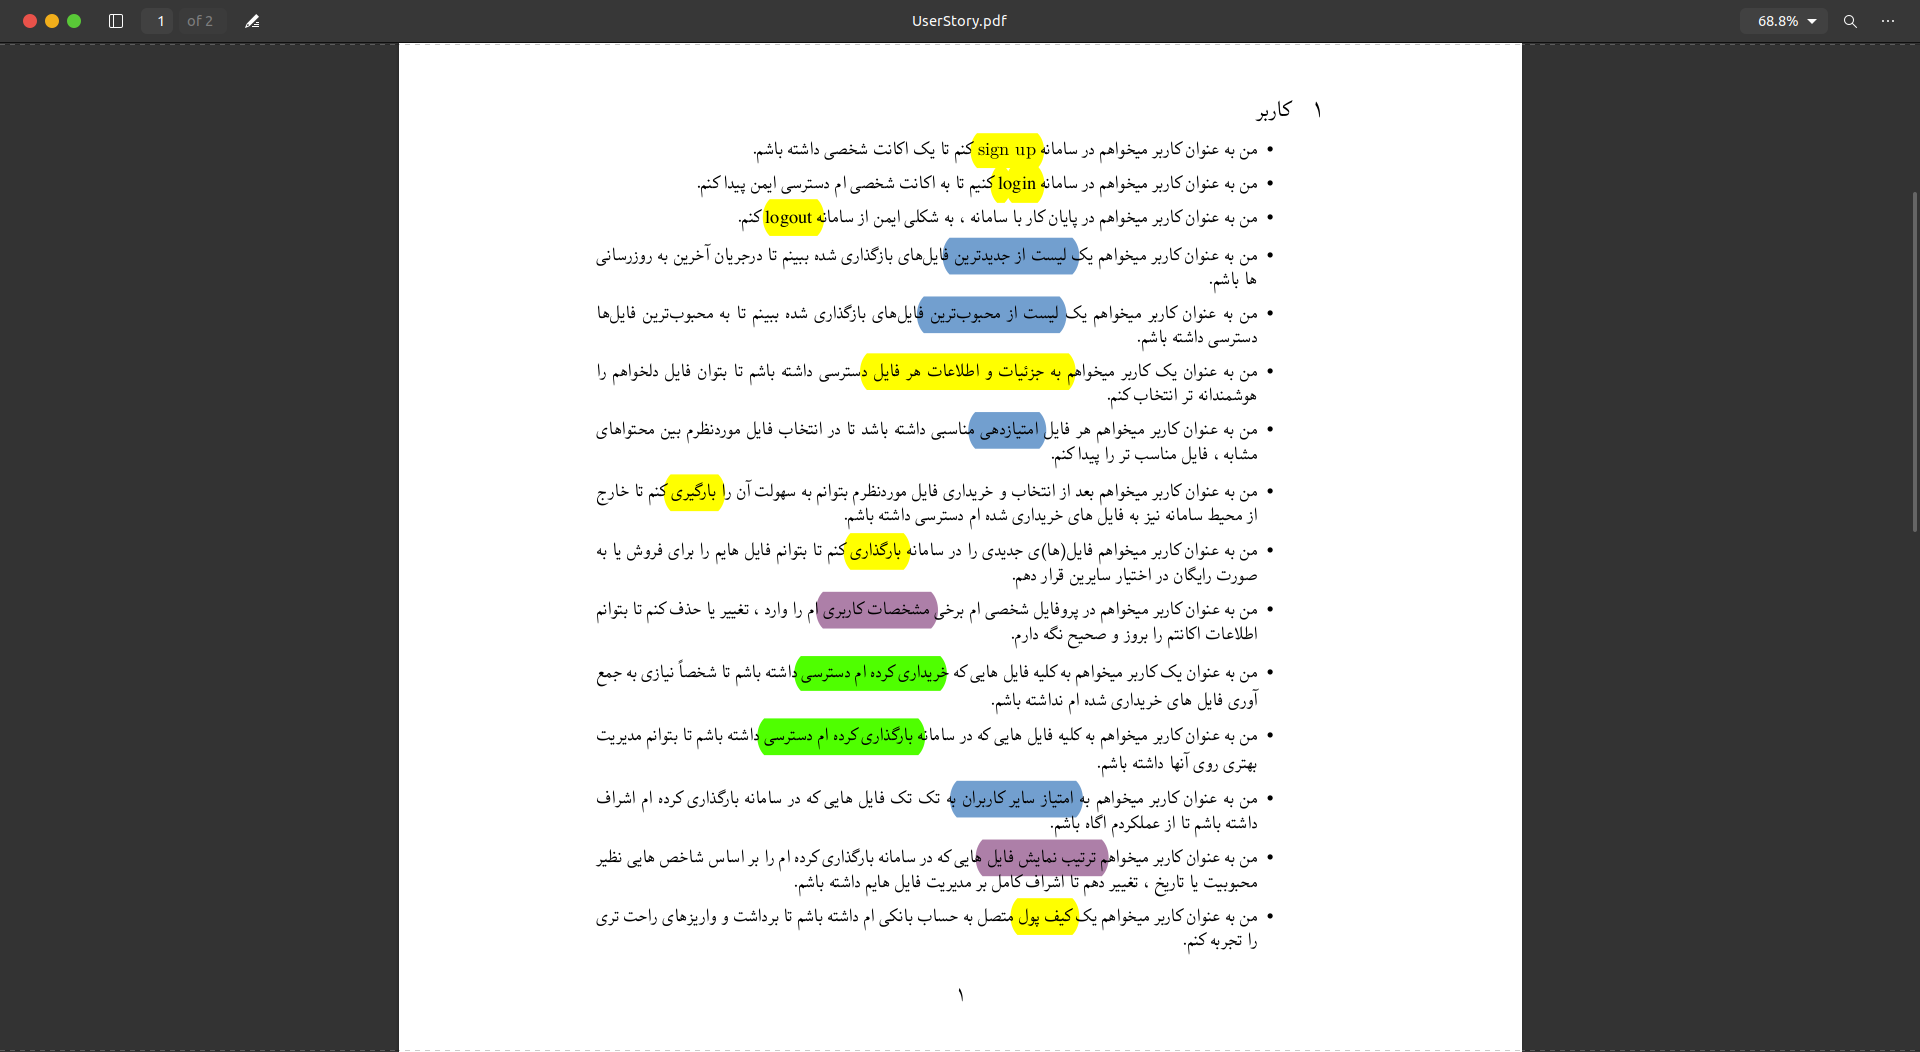 1 of 2 UserStory.pdf 68.8%
۱ کاربر
• من به عنوان کاربر میخواهم در سامانه sign up کنم تا یک اکانت شخصی داشته باشم.
• من به عنوان کاربر میخواهم در سامانه login کنیم تا به اکانت شخصی ام دسترسی ایمن پیدا کنم.
• من به عنوان کاربر میخواهم در پایان کار با سامانه ، به شکلی ایمن از سامانه logout کنم.
• من به عنوان کاربر میخواهم یک لیست از جدیدترین فایل‌های بازگذاری شده ببینم تا درجریان آخرین به روزرسانی
ها باشم.
• من به عنوان کاربر میخواهم یک لیست از محبوب‌ترین فایل‌های بازگذاری شده ببینم تا به محبوب‌ترین فایل‌ها
دسترسی داشته باشم.
• من به عنوان یک کاربر میخواهم به جزئیات و اطلاعات هر فایل دسترسی داشته باشم تا بتوان فایل دلخواهم را
هوشمندانه تر انتخاب کنم.
• من به عنوان کاربر میخواهم هر فایل امتیازدهی مناسبی داشته باشد تا در انتخاب فایل موردنظرم بین محتواهای
مشابه ، فایل مناسب تر را پیدا کنم.
• من به عنوان کاربر میخواهم بعد از انتخاب و خریداری فایل موردنظرم بتوانم به سهولت آن را بارگیری کنم تا خارج
از محیط سامانه نیز به فایل های خریداری شده ام دسترسی داشته باشم.
• من به عنوان کاربر میخواهم فایل(ها)ی جدیدی را در سامانه بارگذاری کنم تا بتوانم فایل هایم را برای فروش یا به
صورت رایگان در اختیار سایرین قرار دهم.
• من به عنوان کاربر میخواهم در پروفایل شخصی ام برخی مشخصات کاربری ام را وارد ، تغییر یا حذف کنم تا بتوانم
اطلاعات اکانتم را بروز و صحیح نگه دارم.
• من به عنوان یک کاربر میخواهم به کلیه فایل هایی که خریداری کرده ام دسترسی داشته باشم تا شخصاً نیازی به جمع
آوری فایل های خریداری شده ام نداشته باشم.
• من به عنوان کاربر میخواهم به کلیه فایل هایی که در سامانه بارگذاری کرده ام دسترسی داشته باشم تا بتوانم مدیریت
بهتری روی آنها داشته باشم.
• من به عنوان کاربر میخواهم به امتیاز سایر کاربران به تک تک فایل هایی که در سامانه بارگذاری کرده ام اشراف
داشته باشم تا از عملکردم اگاه باشم.
• من به عنوان کاربر میخواهم ترتیب نمایش فایل هایی که در سامانه بارگذاری کرده ام را بر اساس شاخص هایی نظیر
محبوبیت یا تاریخ ، تغییر دهم تا اشراف کامل بر مدیریت فایل هایم داشته باشم.
• من به عنوان کاربر میخواهم یک کیف پول متصل به حساب بانکی ام داشته باشم تا برداشت و واریزهای راحت تری
را تجربه کنم.
۱